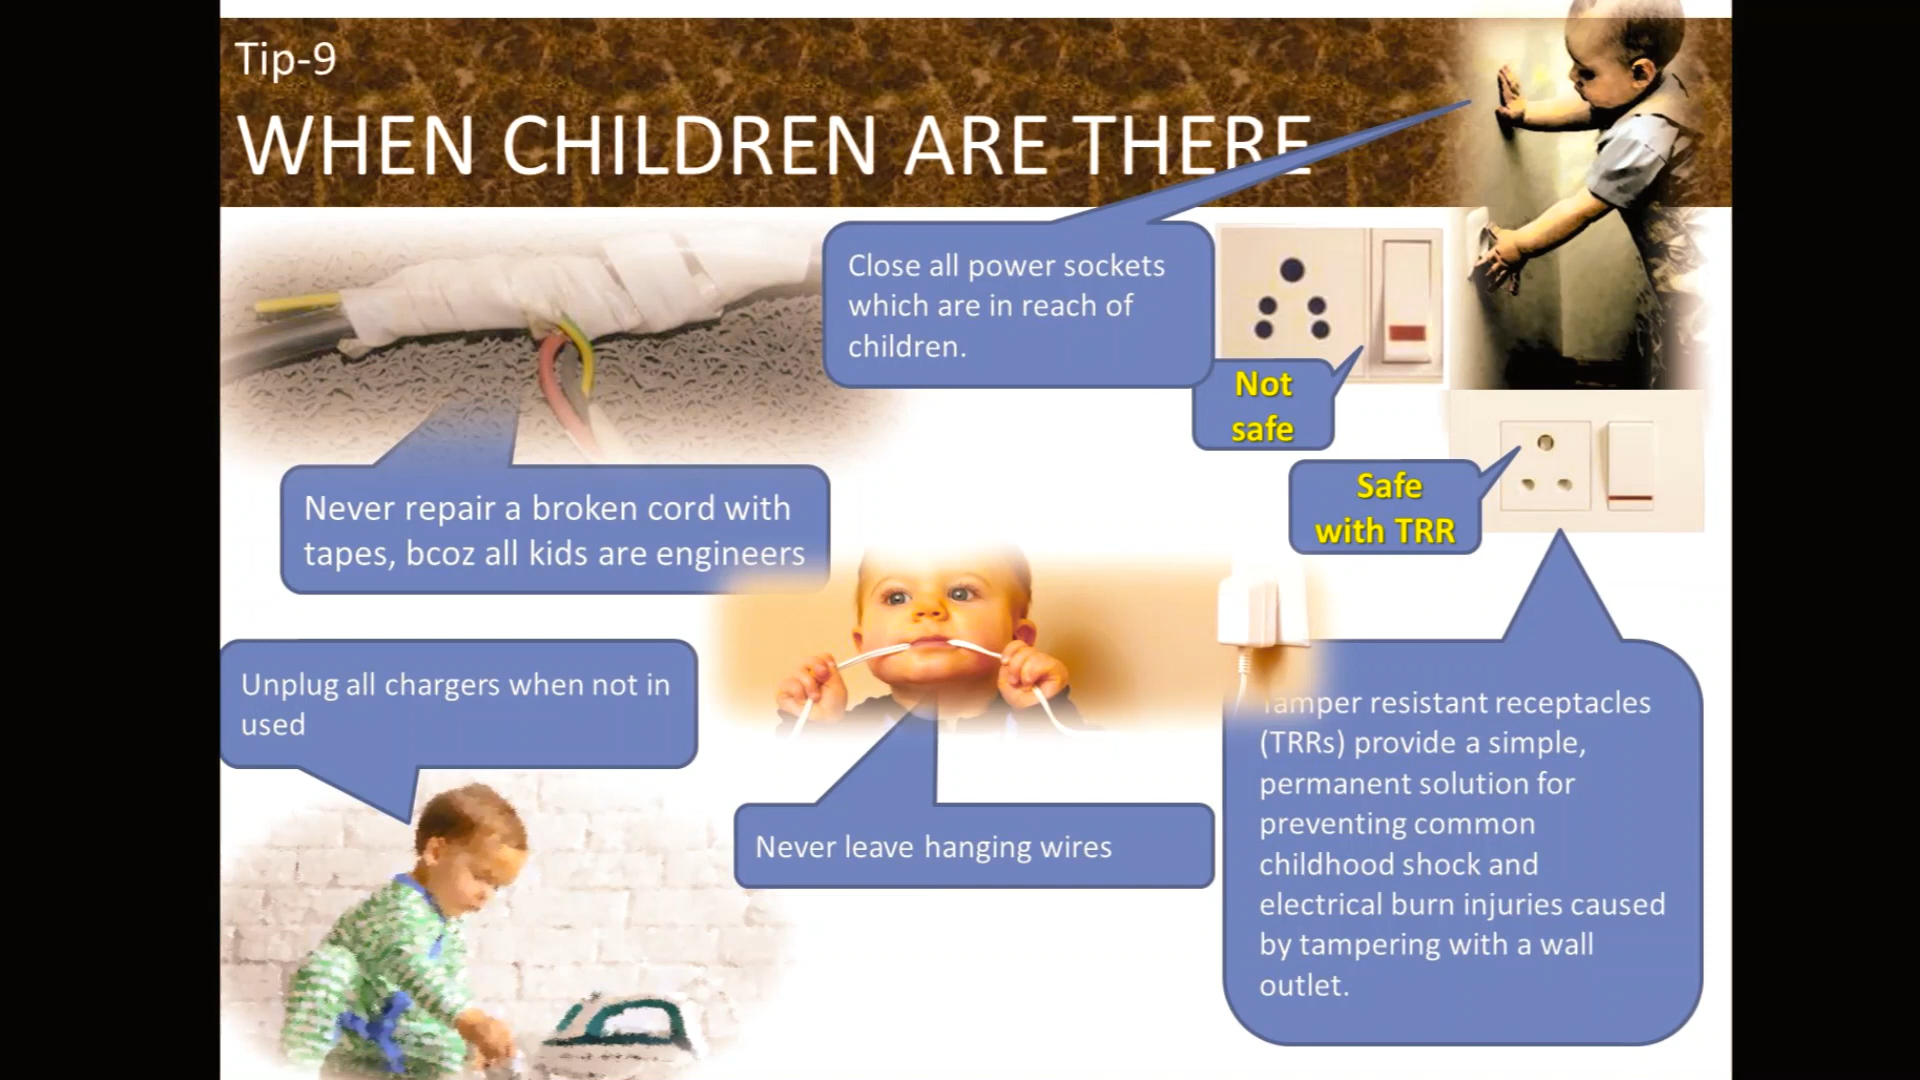 Tip-9
WHEN CHILDREN ARE THERE
Close all power sockets
which are in reach of
children.
Not
safe
Safe
with TRR
Never repair a broken cord with
tapes, bcoz all kids are engineers
Unplug all chargers when not in
used
Never leave hanging wires
Tamper resistant receptacles
(TRRs) provide a simple,
permanent solution for
preventing common
childhood shock and
electrical burn injuries caused
by tampering with a wall
outlet.